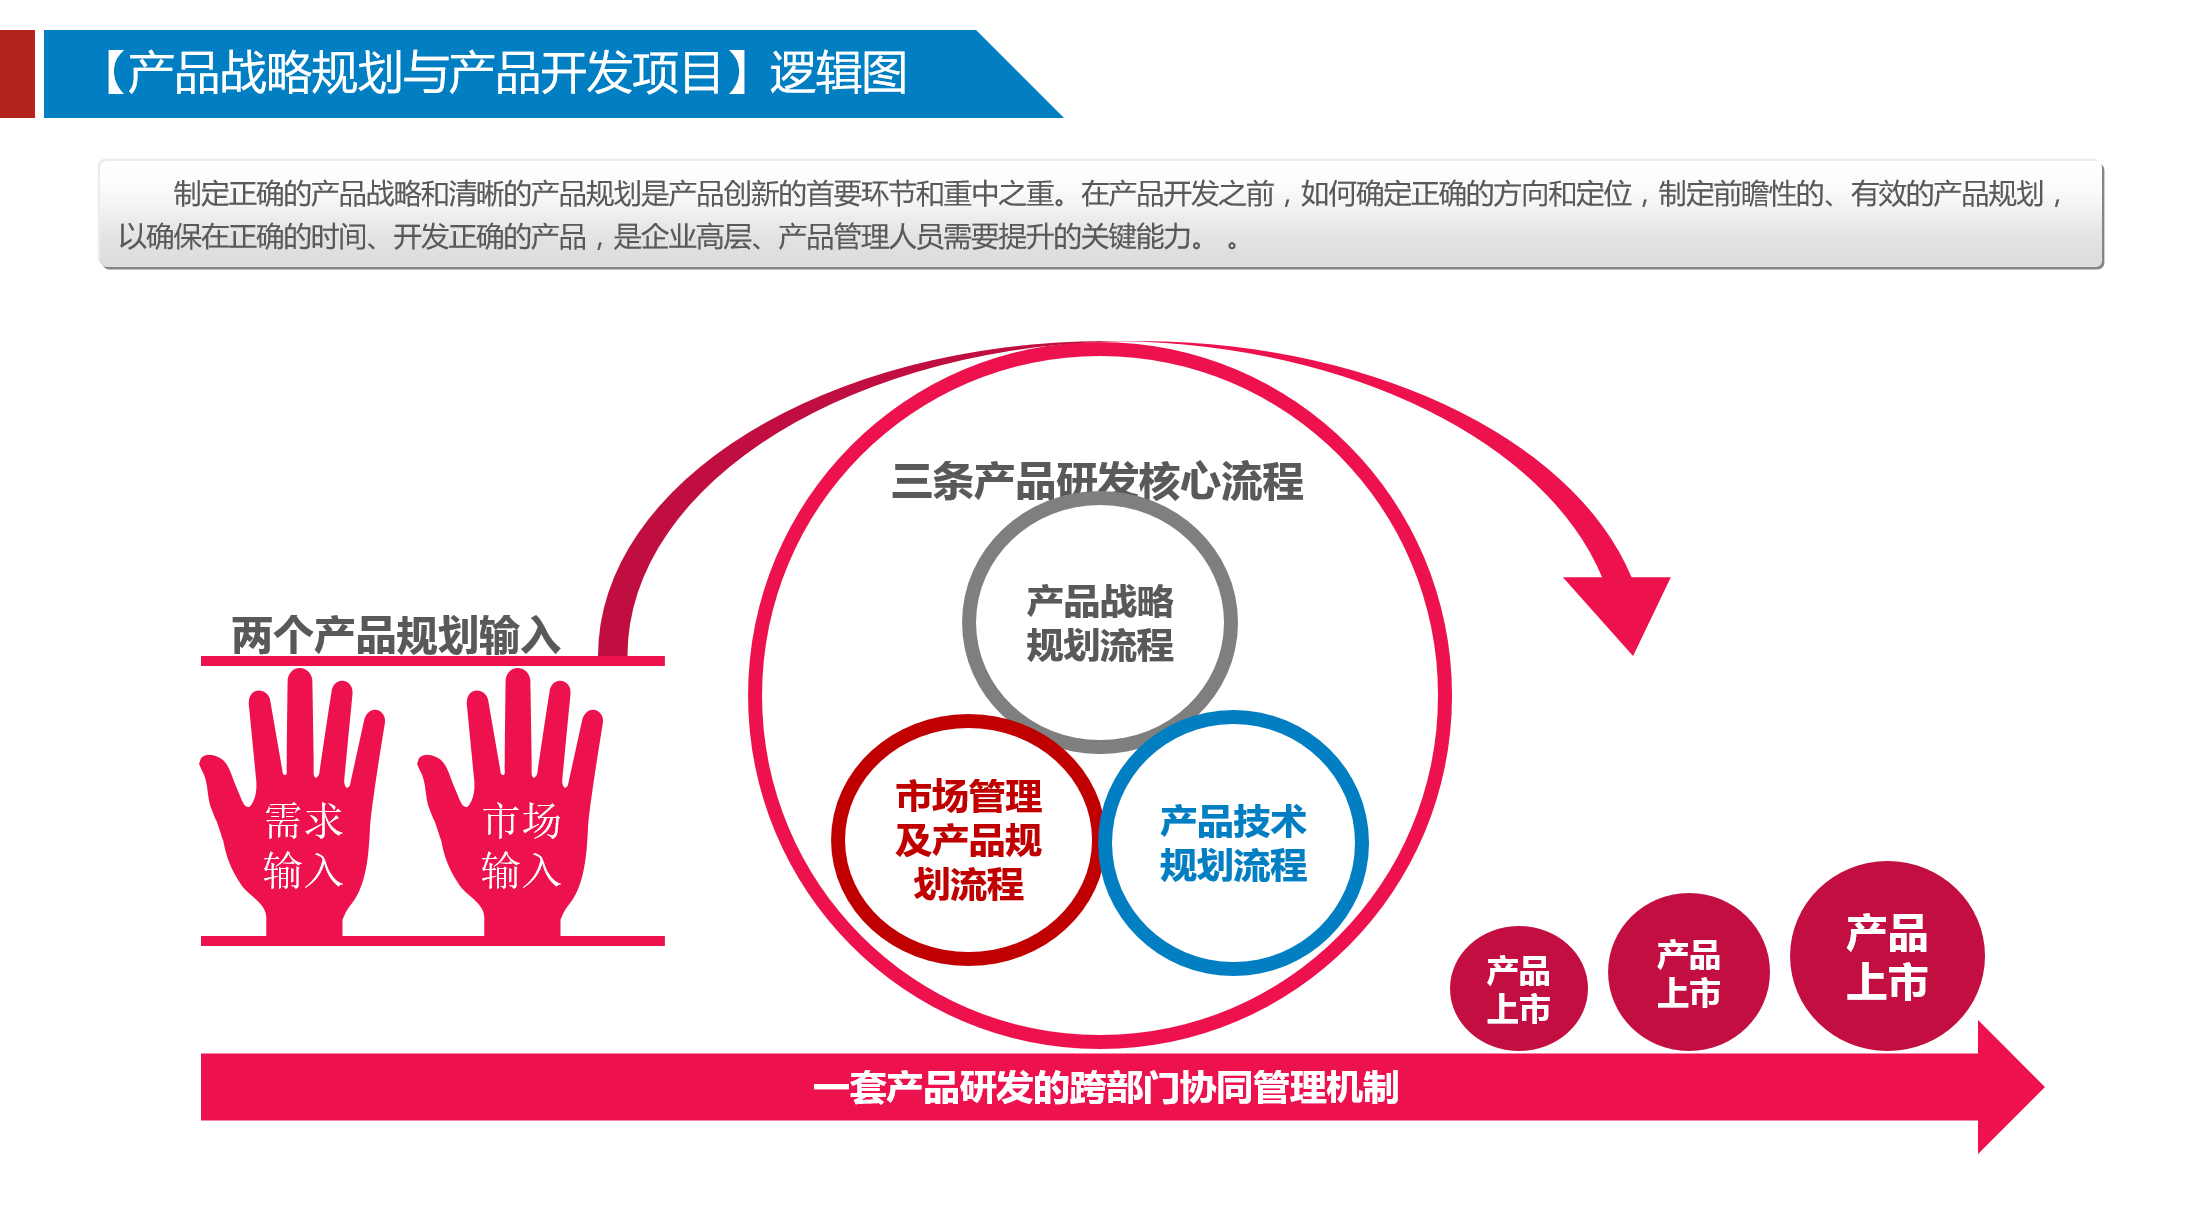 【产品战略规划与产品开发项目】逻辑图
制定正确的产品战略和清晰的产品规划是产品创新的首要环节和重中之重。在产品开发之前，如何确定正确的方向和定位，制定前瞻性的、有效的产品规划，
以确保在正确的时间、开发正确的产品，是企业高层、产品管理人员需要提升的关键能力。 。
三条产品研发核心流程
产品战略
规划流程
两个产品规划输入
需求
输入
市场
输入
市场管理
及产品规
划流程
产品技术
规划流程
产品
上市
产品
上市
产品
上市
一套产品研发的跨部门协同管理机制